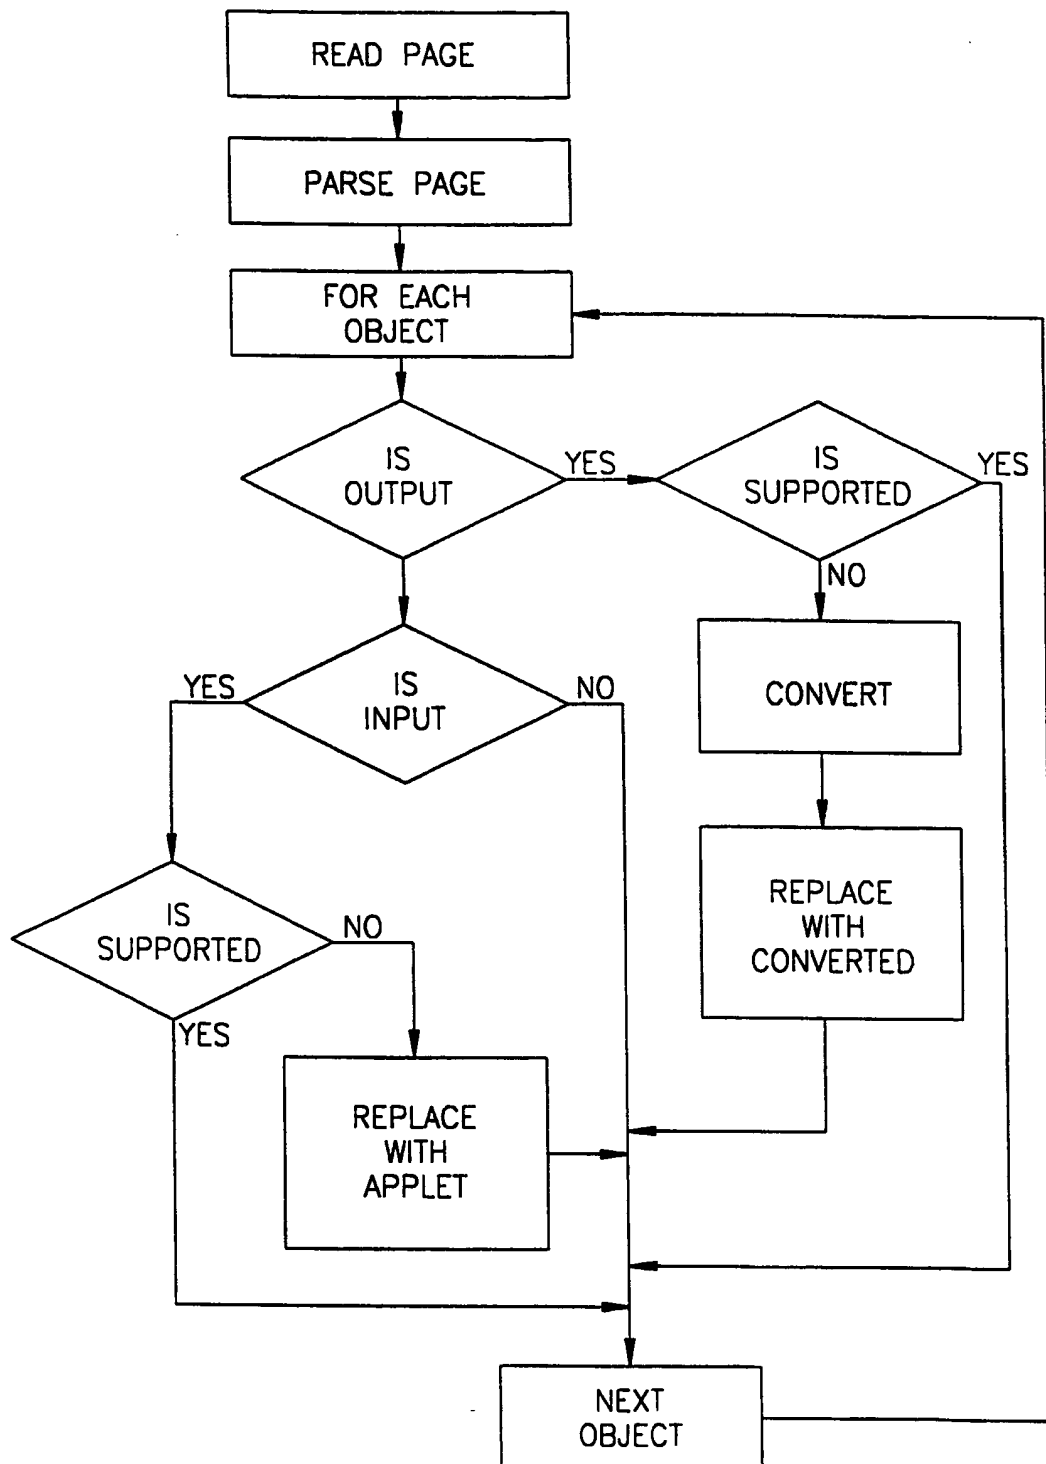 READ PAGE
PARSE PAGE
FOR EACH
OBJECT
IS
OUTPUT
YES
IS
SUPPORTED
YES
NO
CONVERT
REPLACE
WITH
CONVERTED
YES
IS
INPUT
NO
IS
SUPPORTED
NO
YES
REPLACE
WITH
APPLET
NEXT
OBJECT